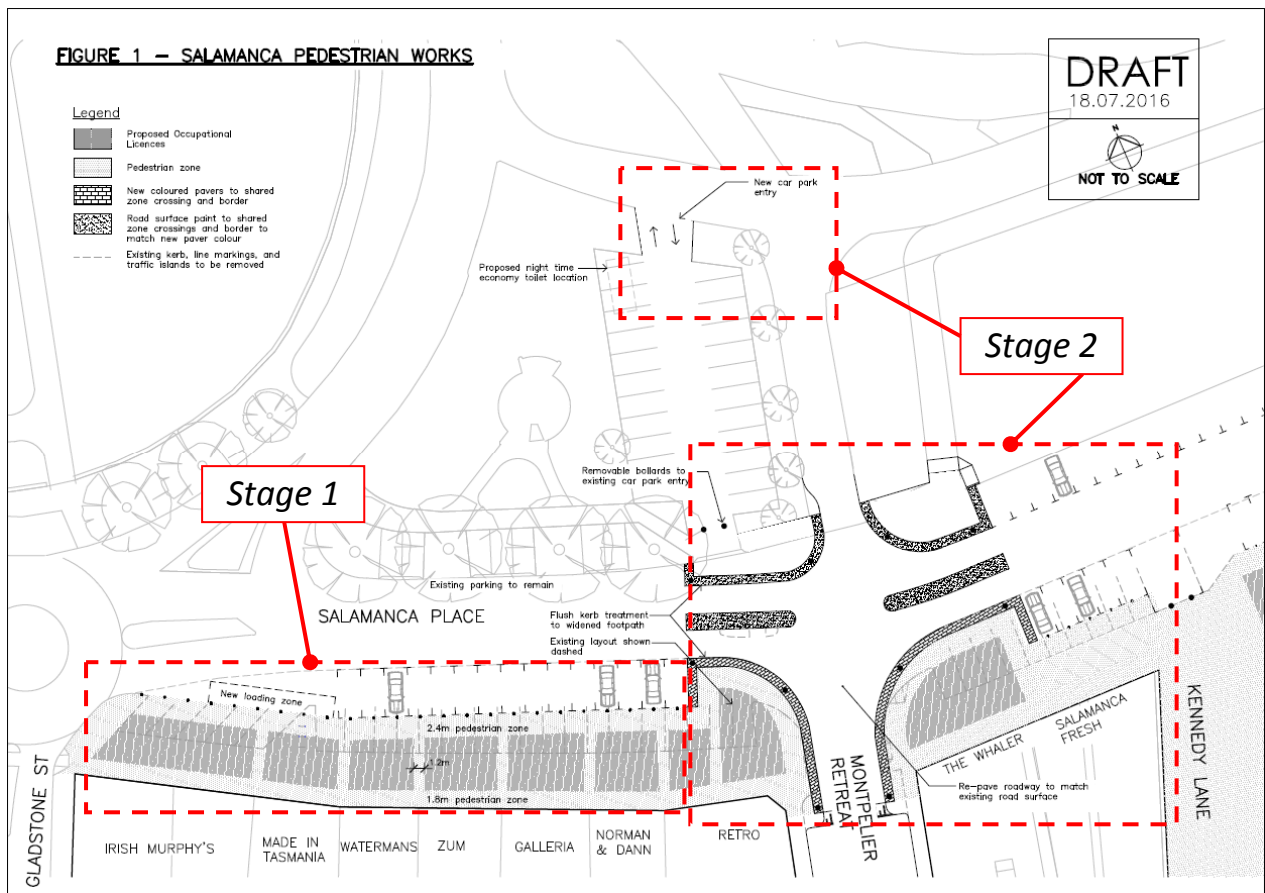 FIGURE 1 – SALAMANCA PEDESTRIAN WORKS
DRAFT
18.07.2016
N
NOT TO SCALE
Legend
Proposed Occupational
Licences
Pedestrian zone
New coloured pavers to shared
zone crossing and border
Road surface paint to shared
zone crossings and border to
match new paver colour
Existing kerb, line markings, and
traffic islands to be removed
New car park
entry
Proposed night time
economy toilet location
Stage 2
Removable bollards to
existing car park entry
Stage 1
Existing parking to remain
SALAMANCA PLACE
Flush kerb treatment
to widened footpath
Existing layout shown
dashed
New loading zone
2.4m pedestrian zone
1.2m
1.8m pedestrian zone
GLADSTONE ST
IRISH MURPHY'S
MADE IN
TASMANIA
WATERMANS
ZUM
GALLERIA
NORMAN
& DANN
RETRO
MONTPELIER
RETREAT
THE WHALER
SALAMANCA
FRESH
Re-pave roadway to match
existing road surface
KENNEDY LANE